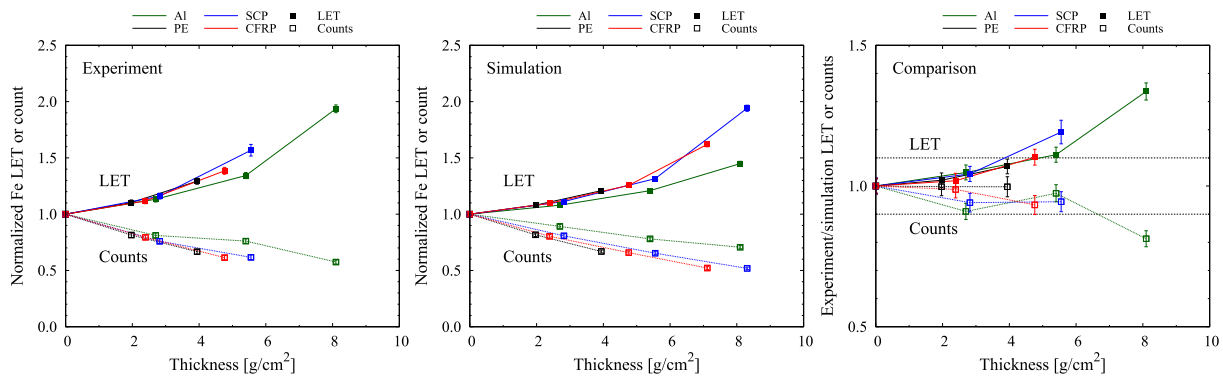 Al SCP LET
PE CFRP Counts
2.5
2.0
1.5
1.0
0.5
0.0
Normalized Fe LET or count
Experiment
LET
Counts
0 2 4 6 8 10
Thickness [g/cm²]
Al SCP LET
PE CFRP Counts
2.5
2.0
1.5
1.0
0.5
0.0
Normalized Fe LET or count
Simulation
LET
Counts
0 2 4 6 8 10
Thickness [g/cm²]
Al SCP LET
PE CFRP Counts
1.5
1.0
0.5
Experiment/simulation LET or counts
Comparison
LET
Counts
0 2 4 6 8 10
Thickness [g/cm²]